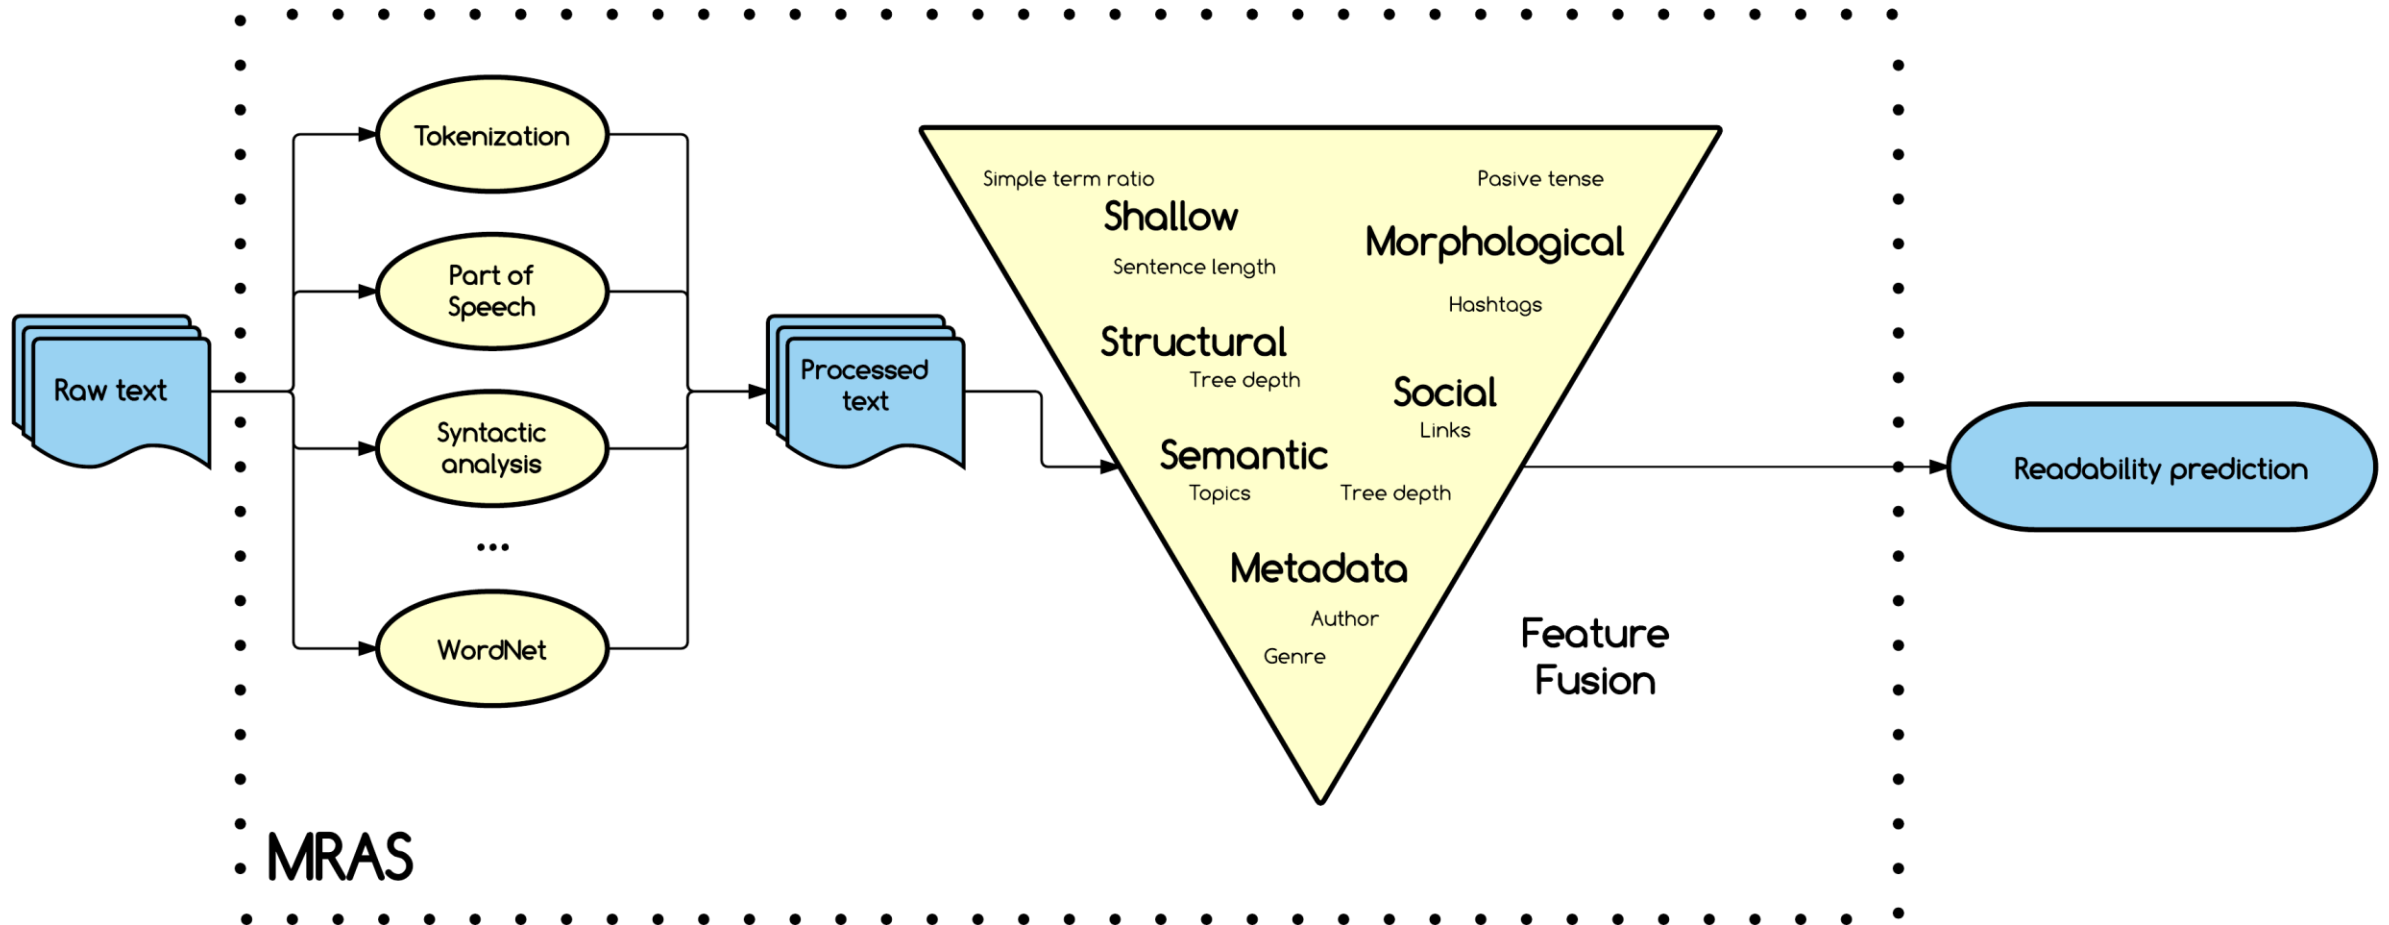 Tokenization
Part of
Speech
Raw text
Syntactic
analysis
...
WordNet
Processed
text
Simple term ratio
Pasive tense
Shallow
Morphological
Sentence length
Hashtags
Structural
Tree depth
Social
Links
Semantic
Topics
Tree depth
Metadata
Author
Genre
Feature
Fusion
Readability prediction
MRAS